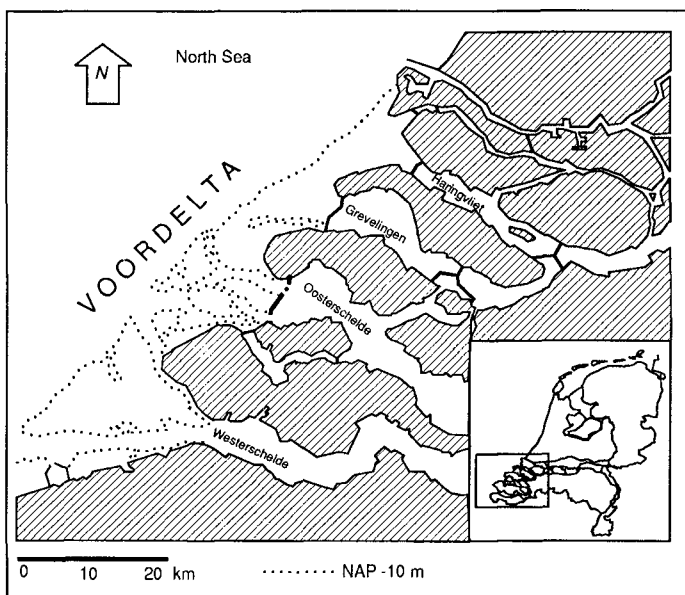 N
North Sea
VOORDELTA
Haringvliet
Grevelingen
Oosterschelde
Westerschelde
0 10 20 km
NAP -10 m